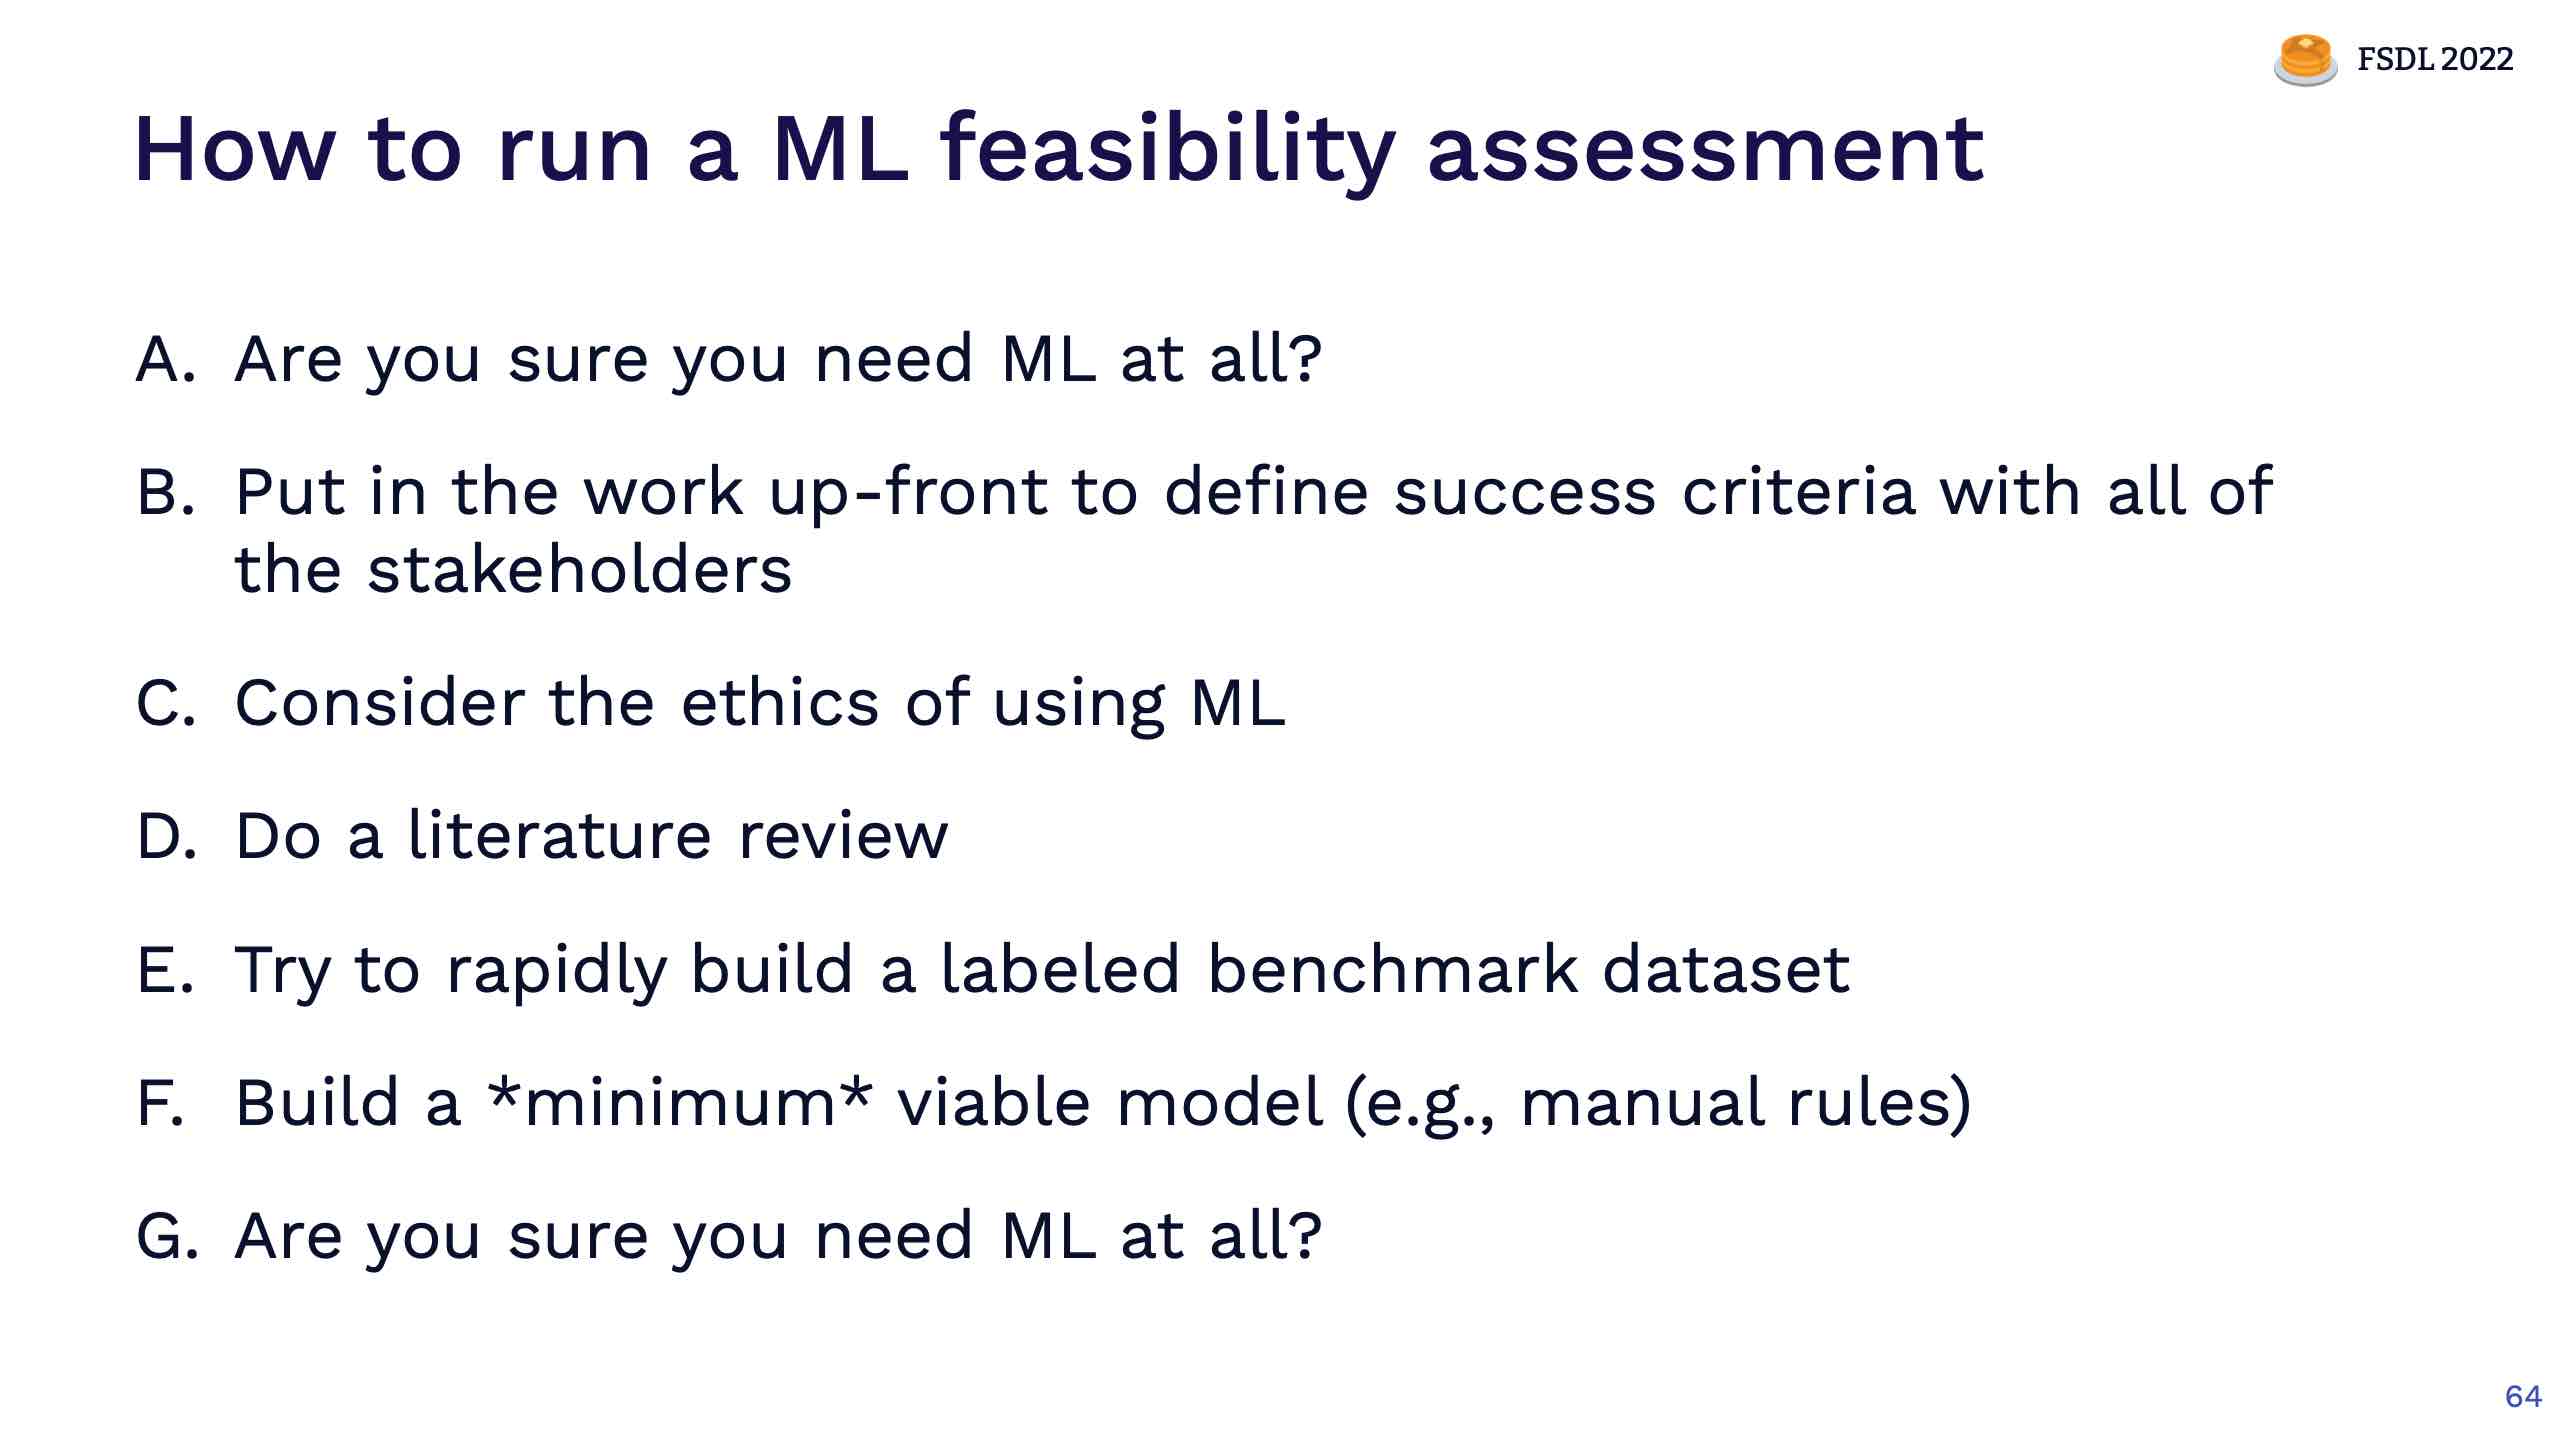 FSDL 2022
How to run a ML feasibility assessment
A. Are you sure you need ML at all?
B. Put in the work up-front to define success criteria with all of
the stakeholders
C. Consider the ethics of using ML
D. Do a literature review
E. Try to rapidly build a labeled benchmark dataset
F. Build a *minimum* viable model (e.g., manual rules)
G. Are you sure you need ML at all?
64